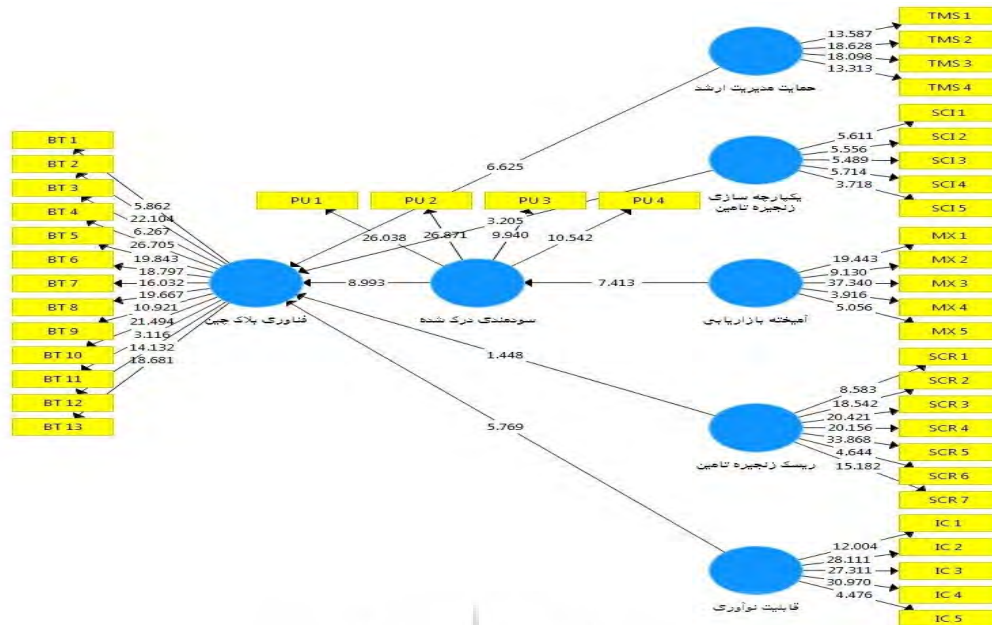 TMS 1
13.587
TMS 2
18.628
18.098
TMS 3
13.313
TMS 4
حمایت مدیریت ارشد
SCI 1
5.611
SCI 2
5.556
5.489
SCI 3
5.714
SCI 4
3.718
SCI 5
یکپارچه سازی
زنجیره تامین
6.625
3.205
BT 1
BT 2
BT 3
BT 4
BT 5
BT 6
BT 7
BT 8
BT 9
BT 10
BT 11
BT 12
BT 13
5.862
22.104
6.267
26.705
19.843
18.797
16.032
19.667
10.921
21.494
3.116
14.132
18.681
فناوری بلاک چین
PU 1
PU 2
PU 3
PU 4
26.038
26.871
9.940
10.542
8.993
سودمندی درک شده
7.413
MX 1
19.443
MX 2
9.130
37.340
MX 3
3.916
MX 4
5.056
MX 5
آمیخته بازاریابی
1.448
SCR 1
8.583
SCR 2
18.542
SCR 3
20.421
20.156
SCR 4
33.868
SCR 5
4.644
SCR 6
15.182
SCR 7
ریسک زنجیره تامین
5.769
IC 1
12.004
IC 2
28.111
27.311
IC 3
30.970
IC 4
4.476
IC 5
قابلیت نوآوری